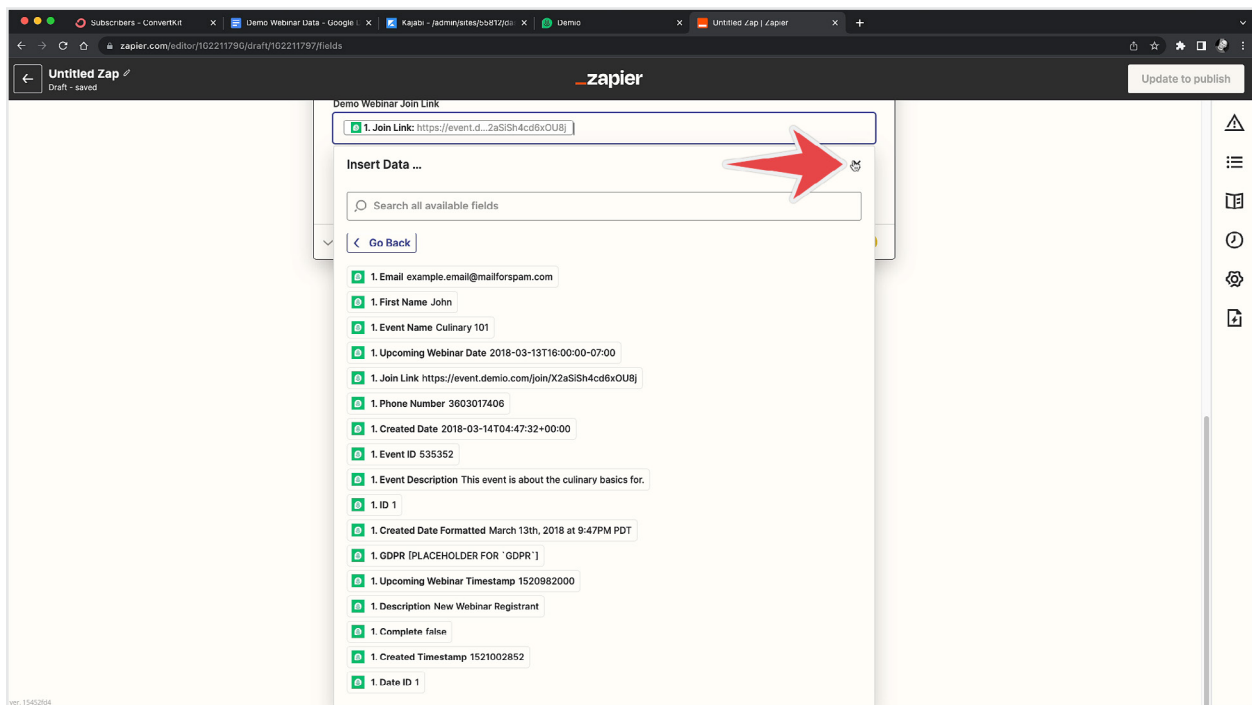 Subscribers - ConvertKit
Demo Webinar Data - Google
Kajabi - /admin/sites/55812/da
Demio
Untitled Zap | Zapier
zapier.com/editor/162211796/draft/162211797/fields
Untitled Zap
Draft - saved
_zapier
Update to publish
Demo Webinar Join Link
1. Join Link: https://event.d...2aSiSh4cd6xOU8j
Insert Data ...
Search all available fields
Go Back
1. Email example.email@mailforspam.com
1. First Name John
1. Event Name Culinary 101
1. Upcoming Webinar Date 2018-03-13T16:00:00-07:00
1. Join Link https://event.demio.com/join/X2aSiSh4cd6xOU8j
1. Phone Number 3603017406
1. Created Date 2018-03-14T04:47:32+00:00
1. Event ID 535352
1. Event Description This event is about the culinary basics for.
1. ID 1
1. Created Date Formatted March 13th, 2018 at 9:47PM PDT
1. GDPR [PLACEHOLDER FOR `GDPR`]
1. Upcoming Webinar Timestamp 1520982000
1. Description New Webinar Registrant
1. Complete false
1. Created Timestamp 1521002852
1. Date ID 1
ver. 15452fd4